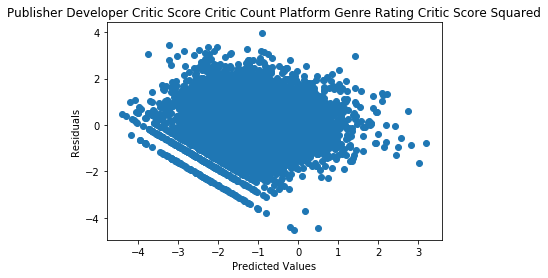 Publisher Developer Critic Score Critic Count Platform Genre Rating Critic Score Squared
4
2
0
−2
−4
Residuals
−4 −3 −2 −1 0 1 2 3
Predicted Values